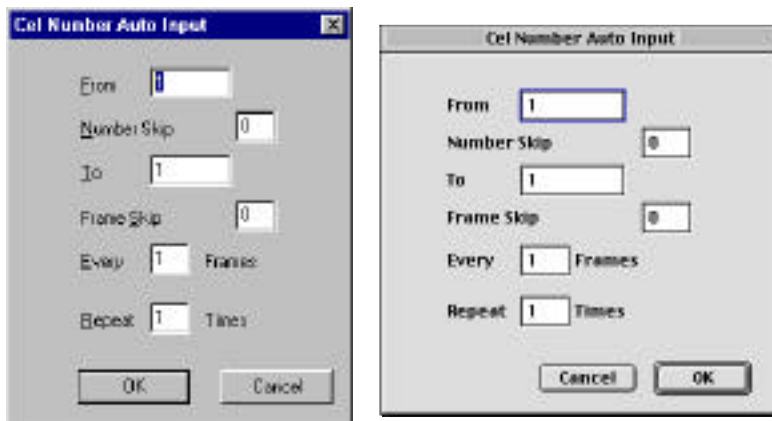 Cel Number Auto Input
From 1
Number Skip 0
To 1
Frame Skip 0
Every 1 Frames
Repeat 1 Times
OK Cancel
Cel Number Auto Input
From 1
Number Skip 0
To 1
Frame Skip 0
Every 1 Frames
Repeat 1 Times
Cancel OK